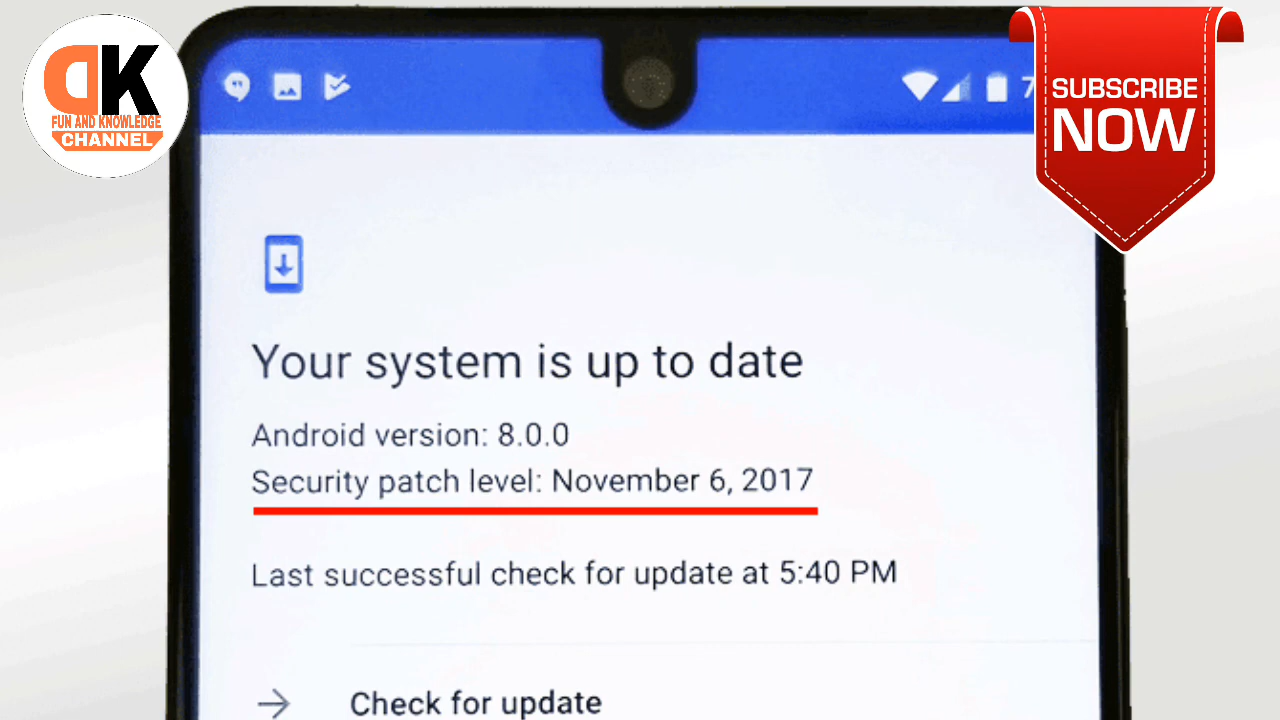 DK
FUN AND KNOWLEDGE
CHANNEL
SUBSCRIBE
NOW
7
Your system is up to date
Android version: 8.0.0
Security patch level: November 6, 2017
Last successful check for update at 5:40 PM
Check for update